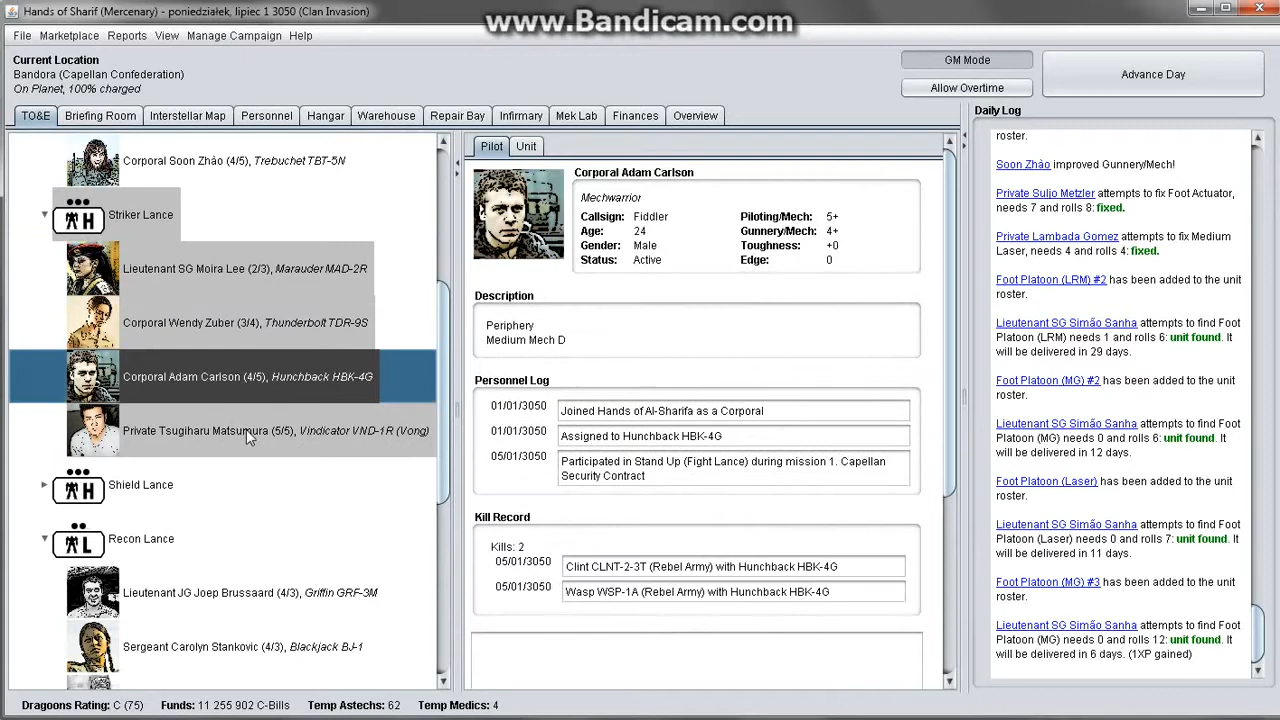 www.Bandicam.com
Hands of Sharif (Mercenary) - poniedziałek, lipiec 1 3050 (Clan Invasion)
File Marketplace Reports View Manage Campaign Help
Current Location
Bandora (Capellan Confederation)
On Planet, 100% charged
GM Mode
Allow Overtime
Advance Day
TO&E Briefing Room Interstellar Map Personnel Hangar Warehouse Repair Bay Infirmary Mek Lab Finances Overview
Corporal Soon Zhào (4/5), Trebuchet TBT-5N
H Striker Lance
Lieutenant SG Moira Lee (2/3), Marauder MAD-2R
Corporal Wendy Zuber (3/4), Thunderbolt TDR-9S
Corporal Adam Carlson (4/5), Hunchback HBK-4G
Private Tsugiharu Matsumura (5/5), Vindicator VND-1R (Vong)
H Shield Lance
L Recon Lance
Lieutenant JG Joep Brussaard (4/3), Griffin GRF-3M
Sergeant Carolyn Stankovic (4/3), Blackjack BJ-1
Pilot Unit
Corporal Adam Carlson
Mechwarrior
Callsign: Fiddler Piloting/Mech: 5+
Age: 24 Gunnery/Mech: 4+
Gender: Male Toughness: +0
Status: Active Edge: 0
Description
Periphery
Medium Mech D
Personnel Log
01/01/3050 Joined Hands of Al-Sharifa as a Corporal
01/01/3050 Assigned to Hunchback HBK-4G
05/01/3050 Participated in Stand Up (Fight Lance) during mission 1. Capellan
Security Contract
Kill Record
Kills: 2
05/01/3050 Clint CLNT-2-3T (Rebel Army) with Hunchback HBK-4G
05/01/3050 Wasp WSP-1A (Rebel Army) with Hunchback HBK-4G
Daily Log
roster.
Soon Zhào improved Gunnery/Mech!
Private Suljo Metzler attempts to fix Foot Actuator,
needs 7 and rolls 8: fixed.
Private Lambada Gomez attempts to fix Medium
Laser, needs 4 and rolls 4: fixed.
Foot Platoon (LRM) #2 has been added to the unit
roster.
Lieutenant SG Simão Sanha attempts to find Foot
Platoon (LRM) needs 1 and rolls 6: unit found. It
will be delivered in 29 days.
Foot Platoon (MG) #2 has been added to the unit
roster.
Lieutenant SG Simão Sanha attempts to find Foot
Platoon (MG) needs 0 and rolls 6: unit found. It
will be delivered in 12 days.
Foot Platoon (Laser) has been added to the unit
roster.
Lieutenant SG Simão Sanha attempts to find Foot
Platoon (Laser) needs 0 and rolls 7: unit found. It
will be delivered in 11 days.
Foot Platoon (MG) #3 has been added to the unit
roster.
Lieutenant SG Simão Sanha attempts to find Foot
Platoon (MG) needs 0 and rolls 12: unit found. It
will be delivered in 6 days. (1XP gained)
Dragoons Rating: C (75) Funds: 11 255 902 C-Bills Temp Astechs: 62 Temp Medics: 4